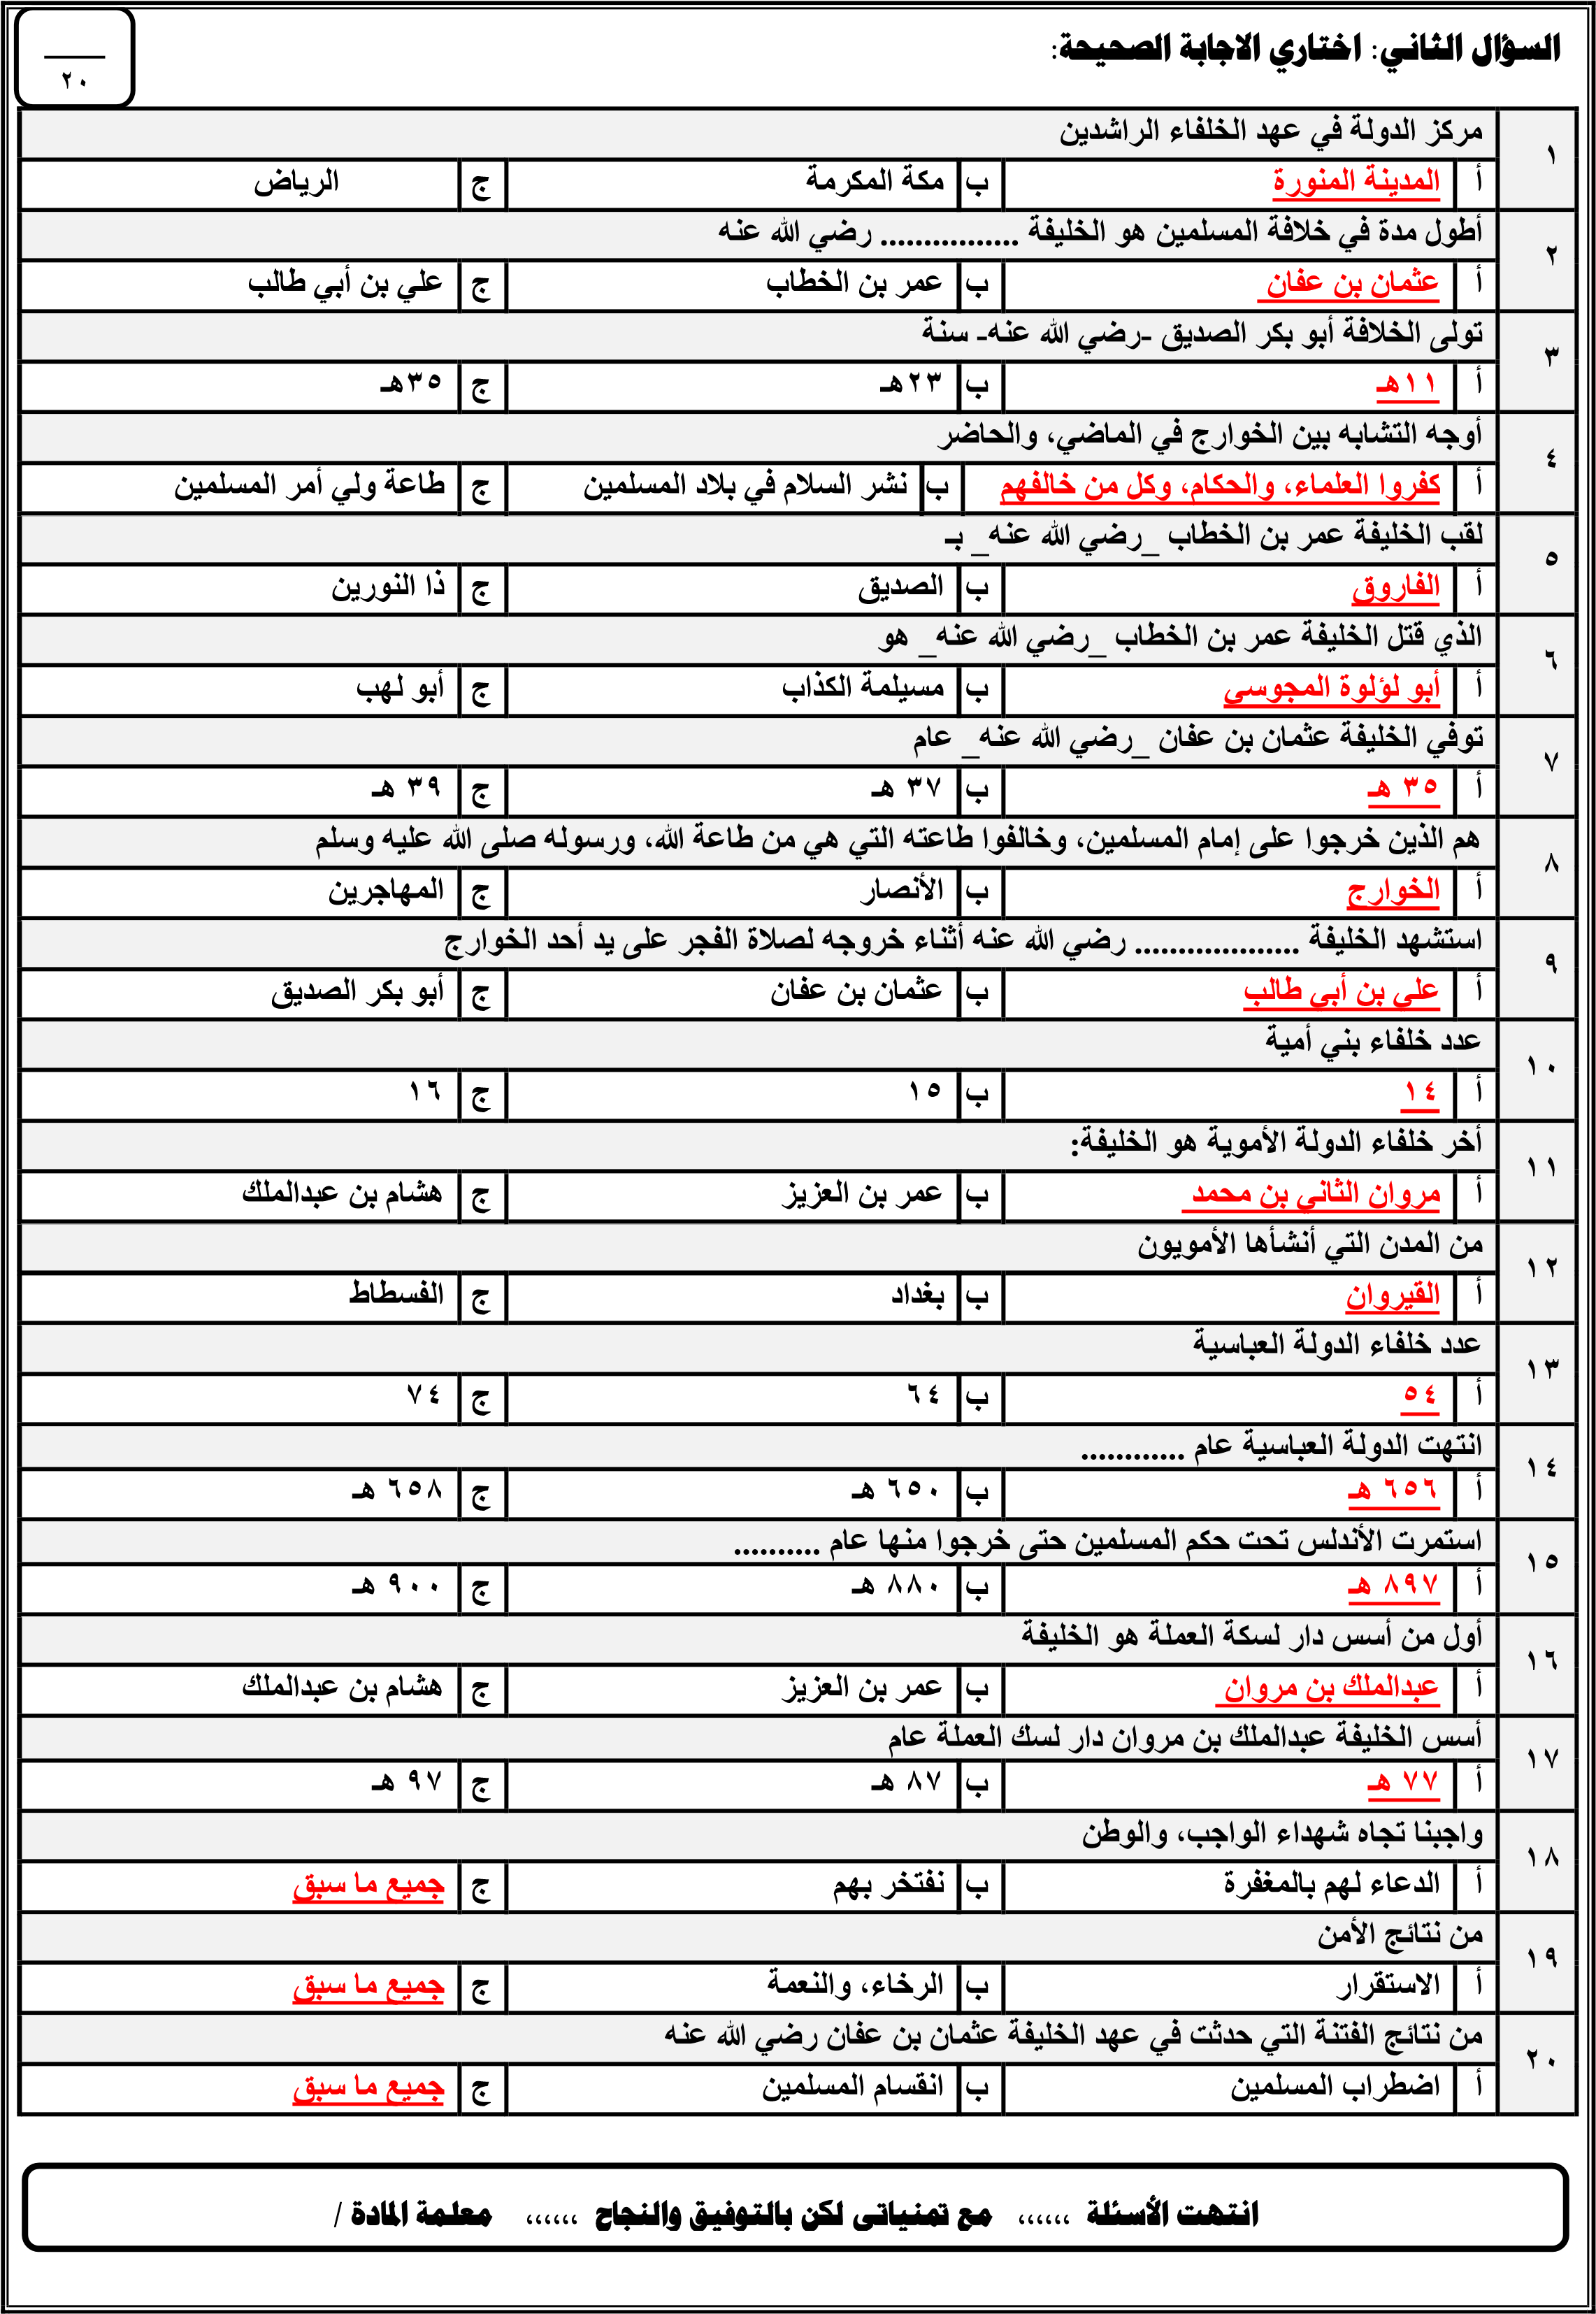 السؤال الثاني: اختاري الاجابة الصحيحة:
٢٠
١ مركز الدولة في عهد الخلفاء الراشدين
أ المدينة المنورة ب مكة المكرمة ج الرياض
٢ أطول مدة في خلافة المسلمين هو الخليفة ................ رضي الله عنه
أ عثمان بن عفان ب عمر بن الخطاب ج علي بن أبي طالب
٣ تولى الخلافة أبو بكر الصديق -رضي الله عنه- سنة
أ ١١هـ ب ٢٣هـ ج ٣٥هـ
٤ أوجه التشابه بين الخوارج في الماضي، والحاضر
أ كفروا العلماء، والحكام، وكل من خالفهم ب نشر السلام في بلاد المسلمين ج طاعة ولي أمر المسلمين
٥ لقب الخليفة عمر بن الخطاب _رضي الله عنه_ بـ
أ الفاروق ب الصديق ج ذا النورين
٦ الذي قتل الخليفة عمر بن الخطاب _رضي الله عنه_ هو
أ أبو لؤلوة المجوسي ب مسيلمة الكذاب ج أبو لهب
٧ توفي الخليفة عثمان بن عفان _رضي الله عنه_ عام
أ ٣٥ هـ ب ٣٧ هـ ج ٣٩ هـ
٨ هم الذين خرجوا على إمام المسلمين، وخالفوا طاعته التي هي من طاعة الله، ورسوله صلى الله عليه وسلم
أ الخوارج ب الأنصار ج المهاجرين
٩ استشهد الخليفة ................... رضي الله عنه أثناء خروجه لصلاة الفجر على يد أحد الخوارج
أ علي بن أبي طالب ب عثمان بن عفان ج أبو بكر الصديق
١٠ عدد خلفاء بني أمية
أ ١٤ ب ١٥ ج ١٦
١١ أخر خلفاء الدولة الأموية هو الخليفة:
أ مروان الثاني بن محمد ب عمر بن العزيز ج هشام بن عبدالملك
١٢ من المدن التي أنشأها الأمويون
أ القيروان ب بغداد ج الفسطاط
١٣ عدد خلفاء الدولة العباسية
أ ٥٤ ب ٦٤ ج ٧٤
١٤ انتهت الدولة العباسية عام ............
أ ٦٥٦ هـ ب ٦٥٠ هـ ج ٦٥٨ هـ
١٥ استمرت الأندلس تحت حكم المسلمين حتى خرجوا منها عام ..........
أ ٨٩٧ هـ ب ٨٨٠ هـ ج ٩٠٠ هـ
١٦ أول من أسس دار لسكة العملة هو الخليفة
أ عبدالملك بن مروان ب عمر بن العزيز ج هشام بن عبدالملك
١٧ أسس الخليفة عبدالملك بن مروان دار لسك العملة عام
أ ٧٧ هـ ب ٨٧ هـ ج ٩٧ هـ
١٨ واجبنا تجاه شهداء الواجب، والوطن
أ الدعاء لهم بالمغفرة ب نفتخر بهم ج جميع ما سبق
١٩ من نتائج الأمن
أ الاستقرار ب الرخاء، والنعمة ج جميع ما سبق
٢٠ من نتائج الفتنة التي حدثت في عهد الخليفة عثمان بن عفان رضي الله عنه
أ اضطراب المسلمين ب انقسام المسلمين ج جميع ما سبق
انتهت الأسئلة ،،،،،، مع تمنياتى لكن بالتوفيق والنجاح ،،،،،، معلمة المادة /